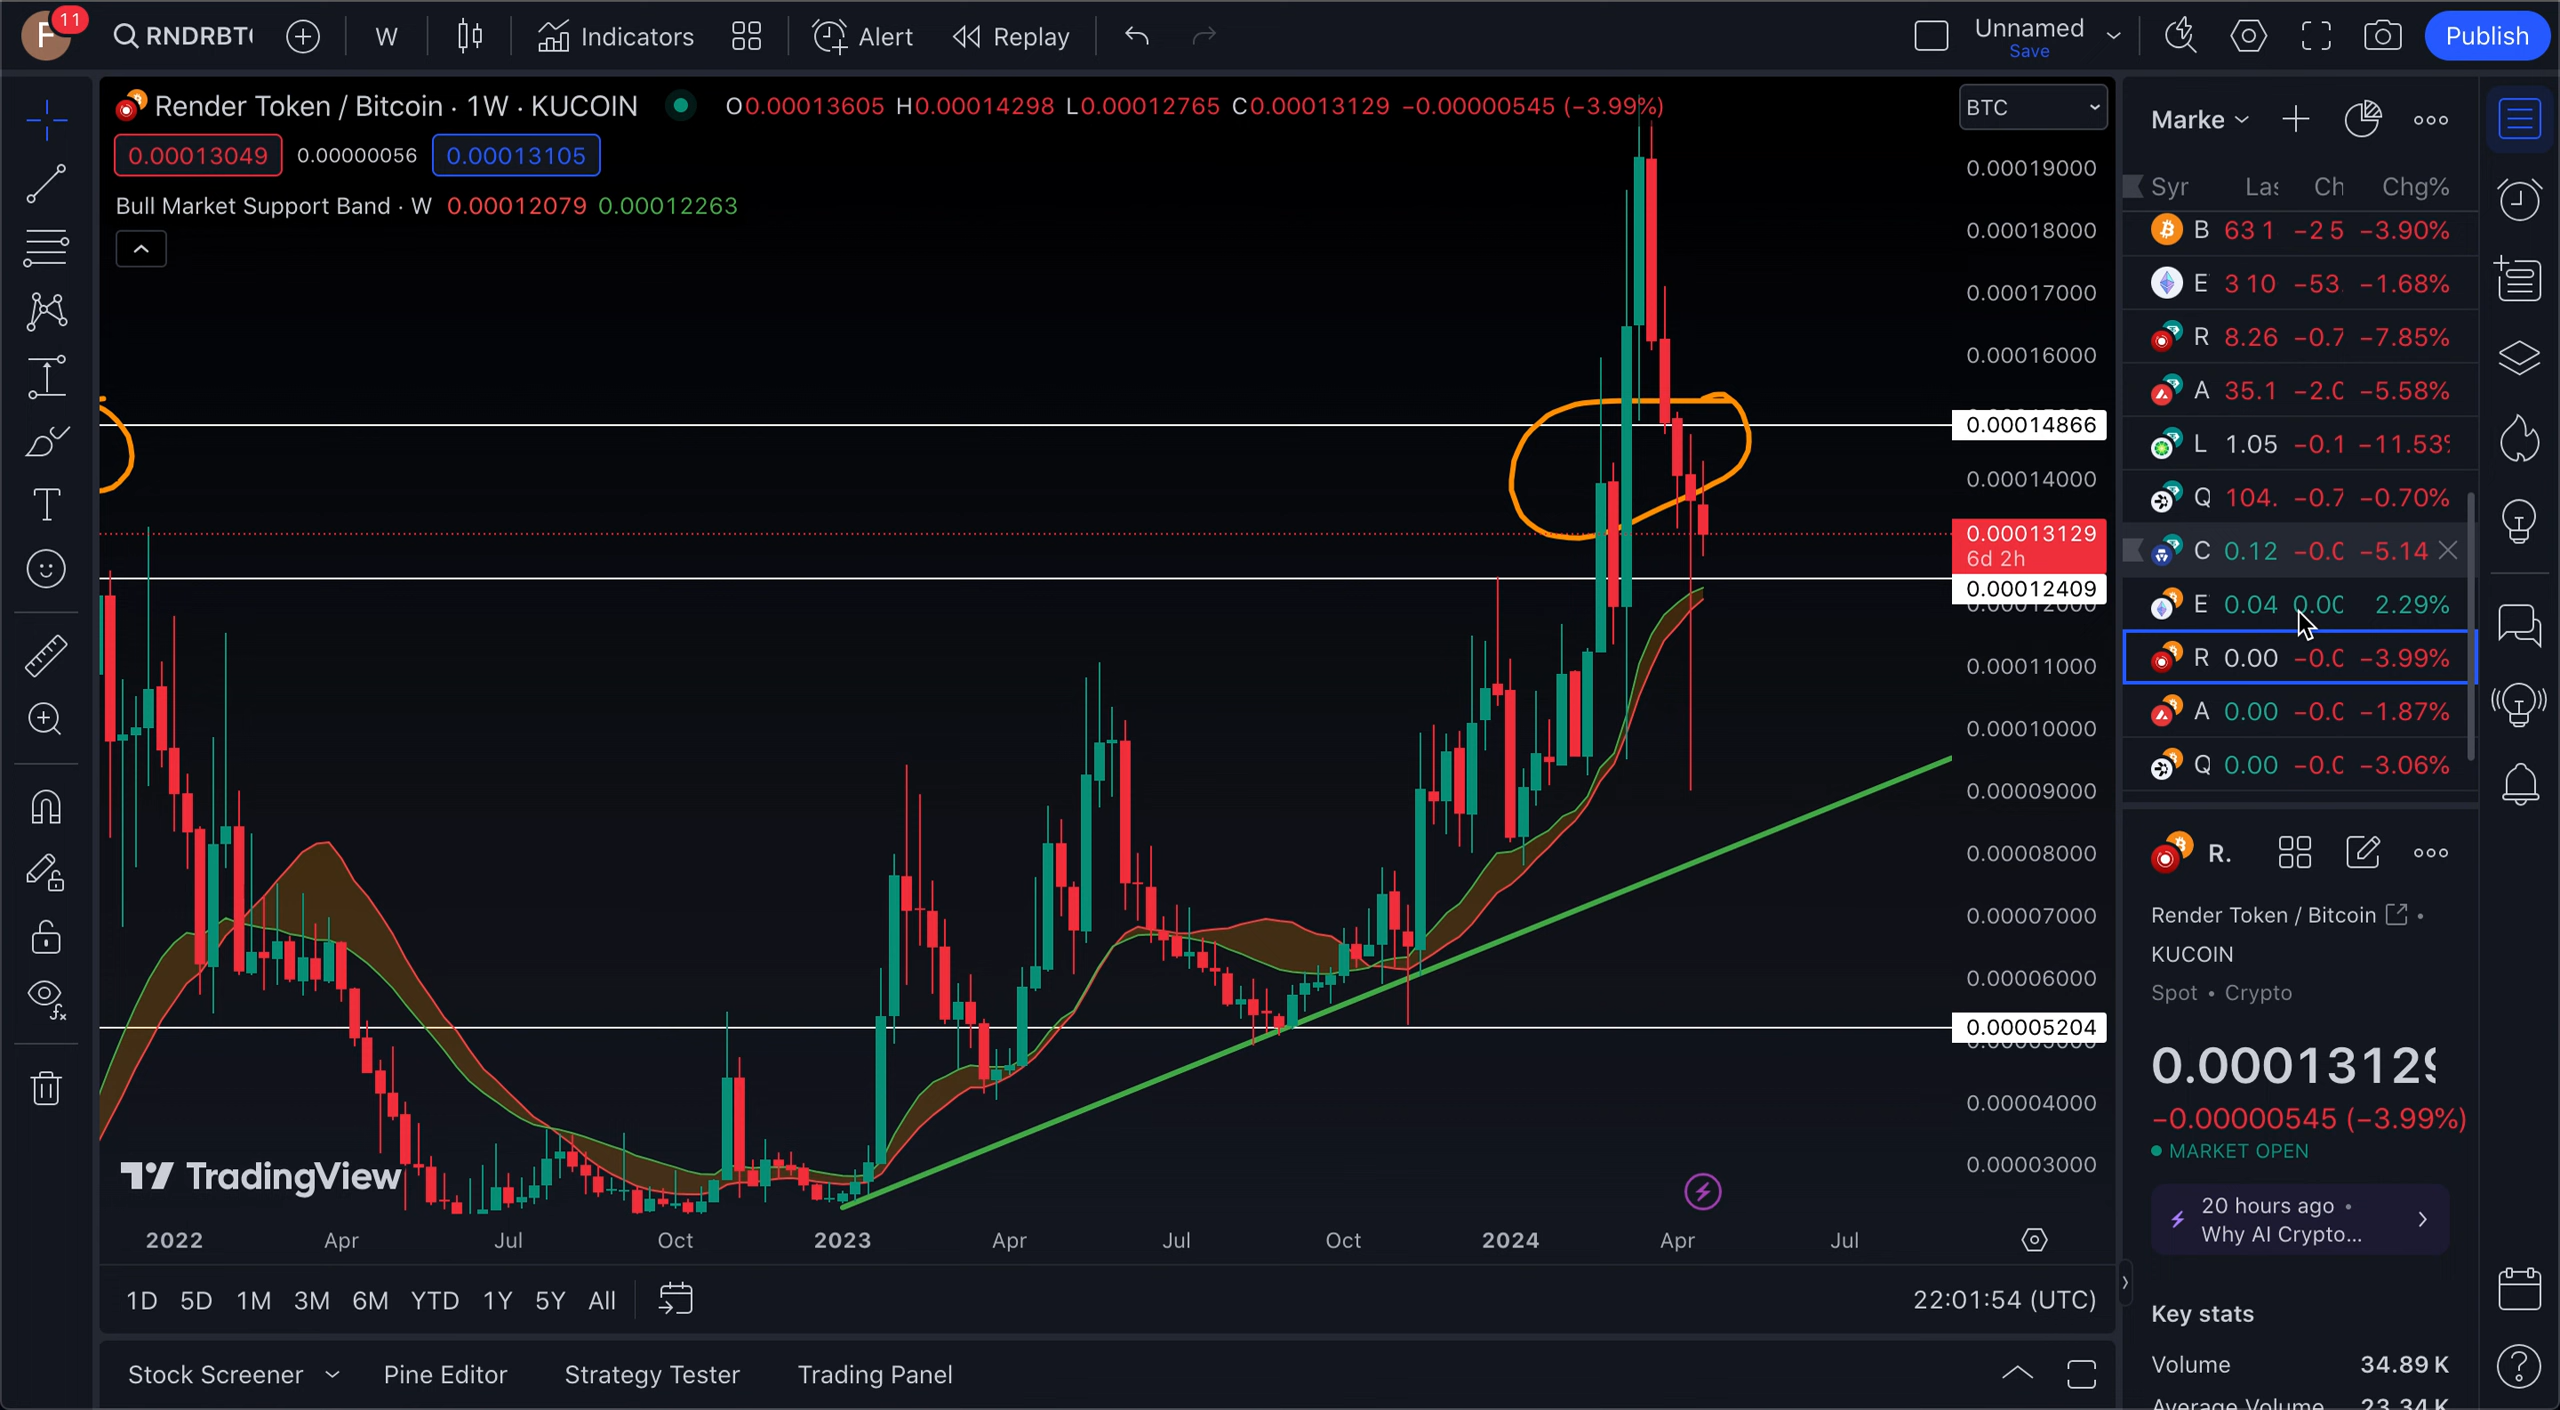 F 11 RNDRBT W Indicators Alert Replay Unnamed Publish
Save
Render Token / Bitcoin · 1W · KUCOIN O0.00013605 H0.00014298 L0.00012765 C0.00013129 −0.00000545 (−3.99%)
0.00013049 0.00000056 0.00013105
Bull Market Support Band · W 0.00012079 0.00012263
BTC
0.00019000
0.00018000
0.00017000
0.00016000
0.00014866
0.00014000
0.00013129
6d 2h
0.00012409
0.00011000
0.00010000
0.00009000
0.00008000
0.00007000
0.00006000
0.00005204
0.00004000
0.00003000
TradingView
2022 Apr Jul Oct 2023 Apr Jul Oct 2024 Apr Jul
1D 5D 1M 3M 6M YTD 1Y 5Y All 22:01:54 (UTC)
Stock Screener Pine Editor Strategy Tester Trading Panel
Marke
Syr Las Ch Chg%
B 63 1 −2 5 −3.90%
E 3 10 −53. −1.68%
R 8.26 −0.7 −7.85%
A 35.1 −2.0 −5.58%
L 1.05 −0.1 −11.53%
Q 104. −0.7 −0.70%
C 0.12 −0.0 −5.14
E 0.04 0.00 2.29%
R 0.00 −0.0 −3.99%
A 0.00 −0.0 −1.87%
Q 0.00 −0.0 −3.06%
R.
Render Token / Bitcoin •
KUCOIN
Spot • Crypto
0.00013129
−0.00000545 (−3.99%)
MARKET OPEN
20 hours ago •
Why AI Crypto...
Key stats
Volume 34.89 K
Average Volume 23.34 K